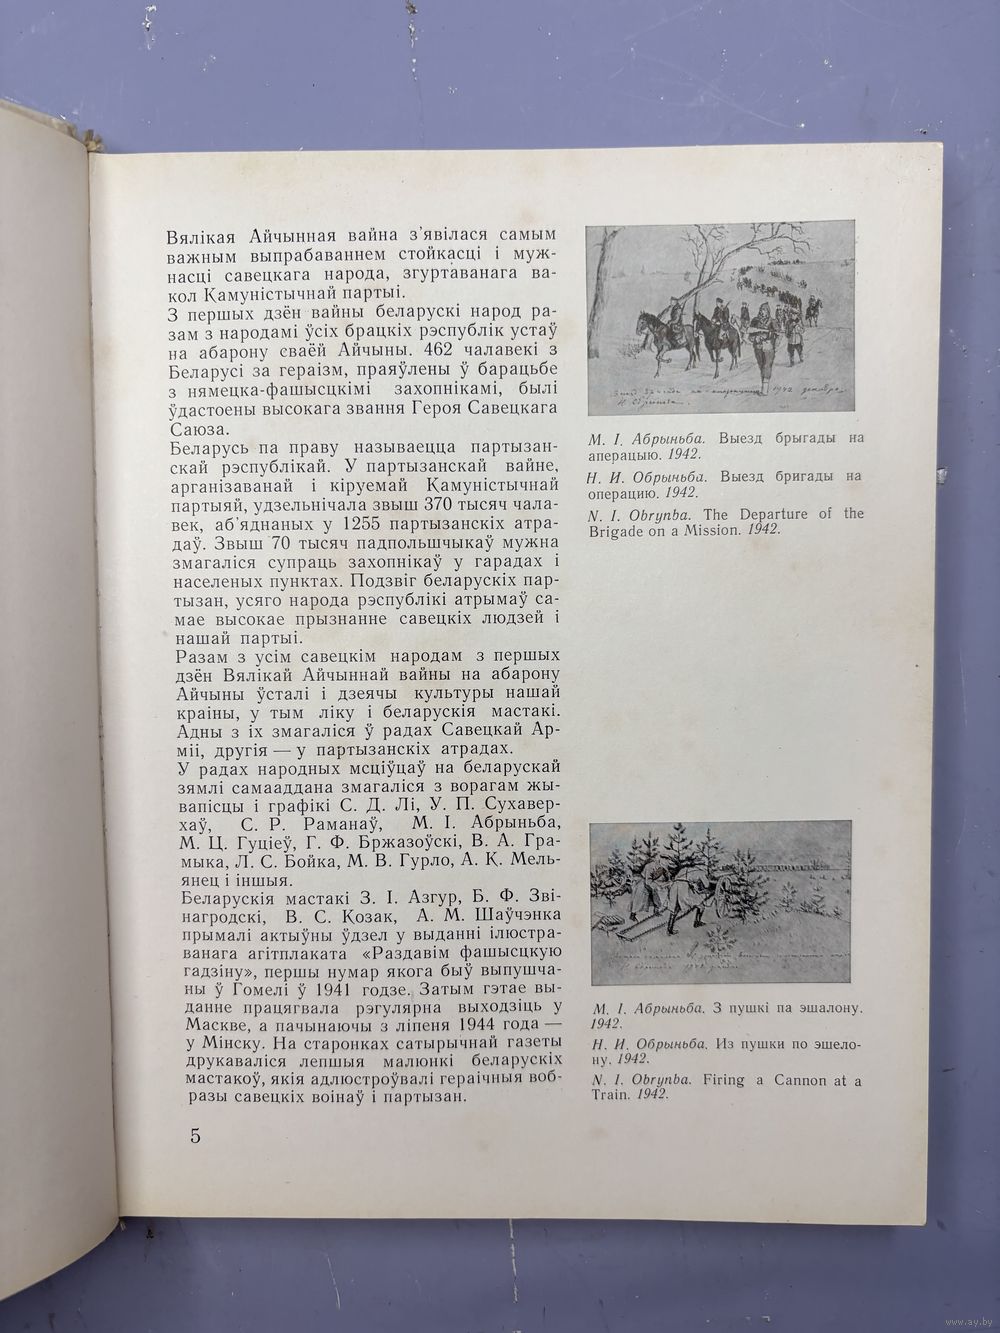 Вялікая Айчынная вайна з’явілася самым
важным выпрабаваннем стойкасці і муж-
насці савецкага народа, згуртаванага ва-
кол Камуністычнай партыі.
З першых дзён вайны беларускі народ ра-
зам з народамі ўсіх брацкіх рэспублік устаў
на абарону сваёй Айчыны. 462 чалавекі з
Беларусі за гераізм, праяўлены ў барацьбе
з нямецка-фашысцкімі захопнікамі, былі
ўдастоены высокага звання Героя Савецкага
Саюза.
Беларусь па праву называецца партызан-
скай рэспублікай. У партызанскай вайне,
арганізаванай і кіруемай Камуністычнай
партыяй, удзельнічала звыш 370 тысяч чала-
век, аб’яднаных у 1255 партызанскіх атра-
даў. Звыш 70 тысяч падпольшчыкаў мужна
змагаліся супраць захопнікаў у гарадах і
населеных пунктах. Подзвіг беларускіх пар-
тызан, усяго народа рэспублікі атрымаў са-
мае высокае прызнанне савецкіх людзей і
нашай партыі.
Разам з усім савецкім народам з першых
дзён Вялікай Айчыннай вайны на абарону
Айчыны ўсталі і дзеячы культуры нашай
краіны, у тым ліку і беларускія мастакі.
Адны з іх змагаліся ў радах Савецкай Ар-
міі, другія — у партызанскіх атрадах.
У радах народных мсціўцаў на беларускай
зямлі самааддана змагаліся з ворагам жы-
вапісцы і графікі С. Д. Лі, У. П. Сухавер-
хаў, С. Р. Раманаў, М. І. Абрыньба,
М. Ц. Гуціеў, Г. Ф. Бржазоўскі, В. А. Гра-
мыка, Л. С. Бойка, М. В. Гурло, А. К. Мель-
янец і іншыя.
Беларускія мастакі З. І. Азгур, Б. Ф. Зві-
нагродскі, В. С. Козак, А. М. Шаўчэнка
прымалі актыўны ўдзел у выданні ілюстра-
ванага агітплаката «Раздавім фашысцкую
гадзіну», першы нумар якога быў выпушча-
ны ў Гомелі ў 1941 годзе. Затым гэтае вы-
данне працягвала рэгулярна выходзіць у
Маскве, а пачынаючы з ліпеня 1944 года —
у Мінску. На старонках сатырычнай газеты
друкаваліся лепшыя малюнкі беларускіх
мастакоў, якія адлюстроўвалі гераічныя воб-
разы савецкіх воінаў і партызан.
5
1942 декабрь
М. І. Абрыньба. Выезд брыгады на
аперацыю. 1942.
Н. И. Обрыньба. Выезд бригады на
операцию. 1942.
N. I. Obrynba. The Departure of the
Brigade on a Mission. 1942.
М. І. Абрыньба. З пушкі па эшалону.
1942.
Н. И. Обрыньба. Из пушки по эшело-
ну. 1942.
N. I. Obrynba. Firing a Cannon at a
Train. 1942.
www.ay.by